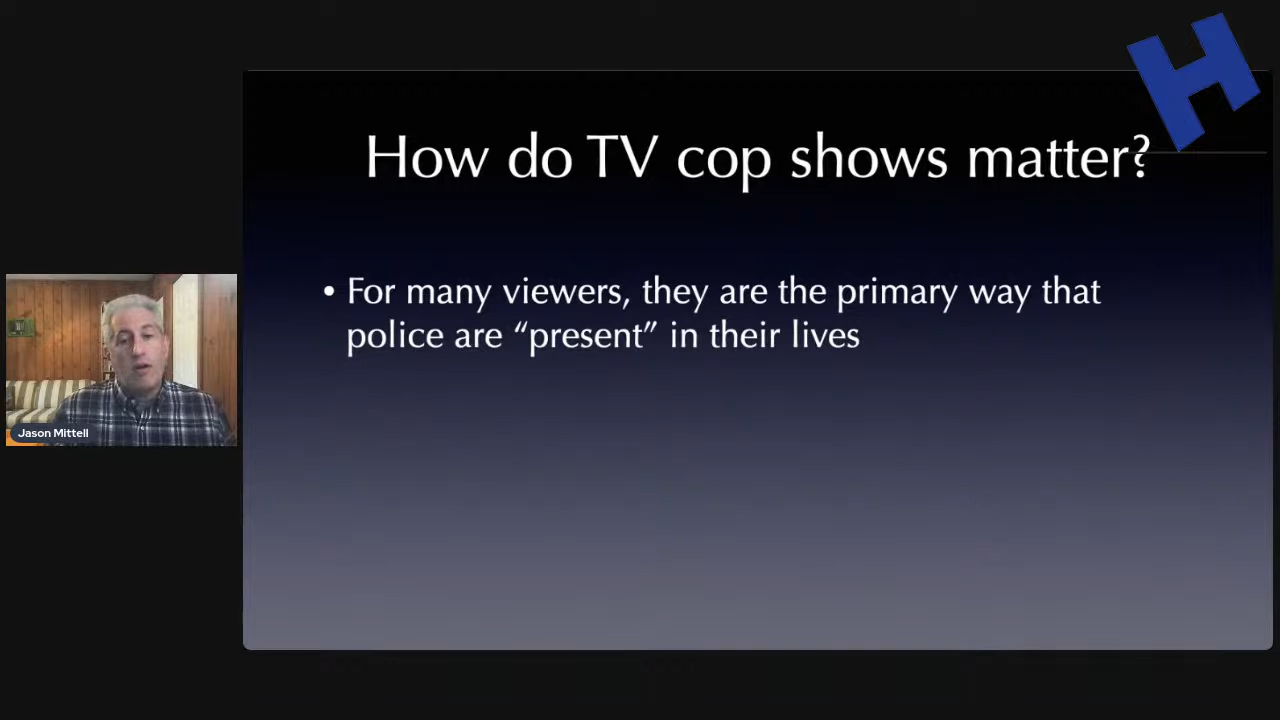 H
How do TV cop shows matter?
• For many viewers, they are the primary way that
police are “present” in their lives
Jason Mittell